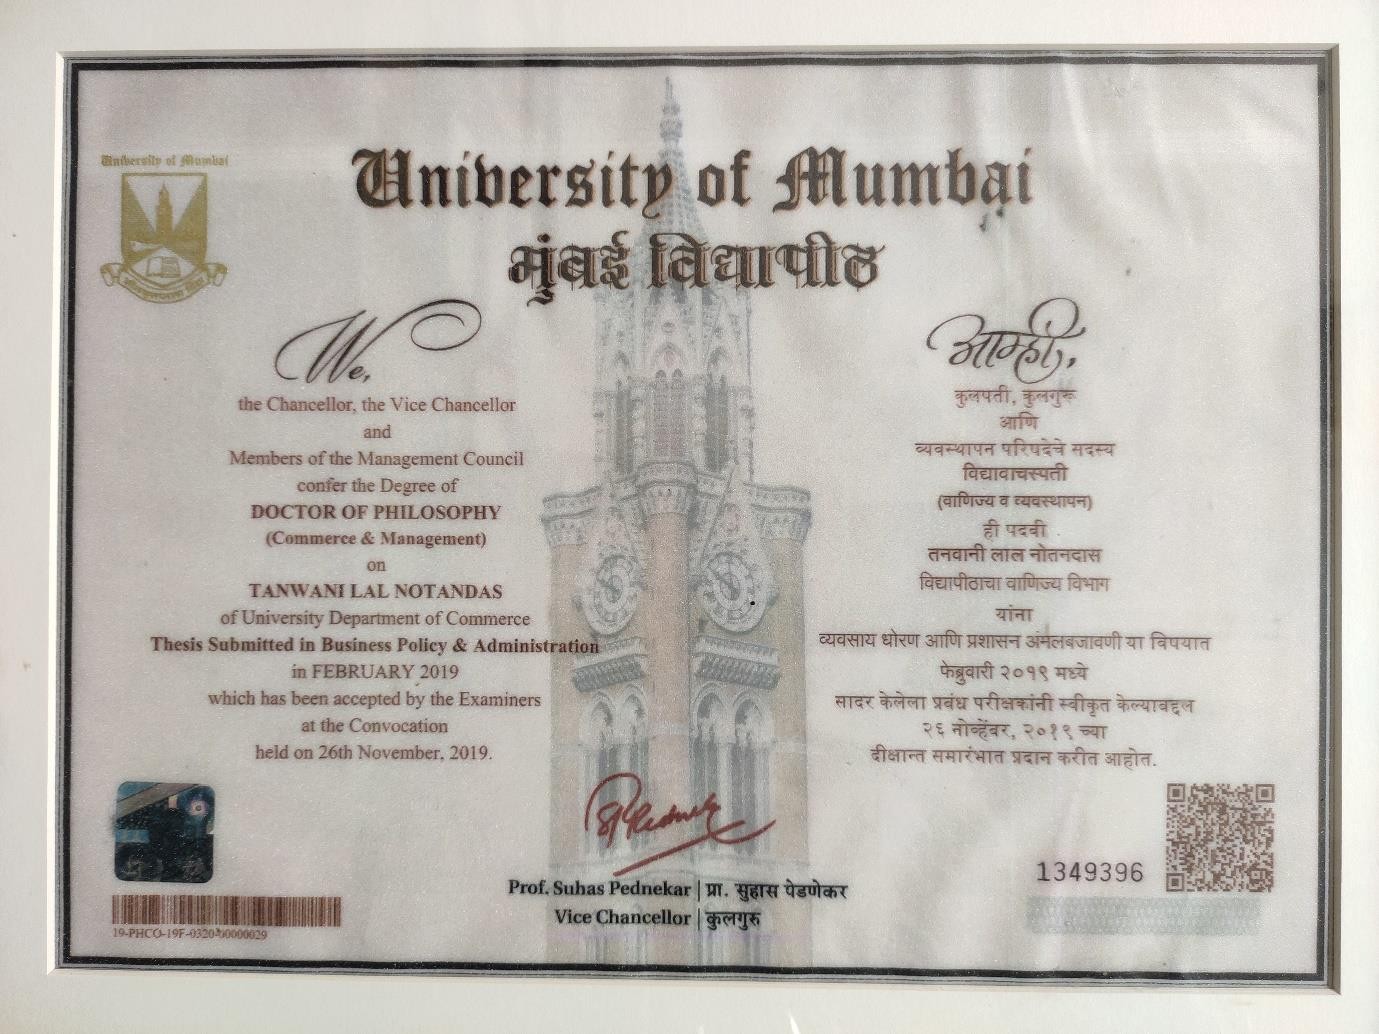 University of Mumbai
University of Mumbai
मुंबई विद्यापीठ
We,
the Chancellor, the Vice Chancellor
and
Members of the Management Council
confer the Degree of
DOCTOR OF PHILOSOPHY
(Commerce & Management)
on
TANWANI LAL NOTANDAS
of University Department of Commerce
Thesis Submitted in Business Policy & Administration
in FEBRUARY 2019
which has been accepted by the Examiners
at the Convocation
held on 26th November, 2019.
आम्ही,
कुलपती, कुलगुरू
आणि
व्यवस्थापन परिषदेचे सदस्य
विद्यावाचस्पती
(वाणिज्य व व्यवस्थापन)
ही पदवी
तनवानी लाल नोतनदास
विद्यापीठाचा वाणिज्य विभाग
यांना
व्यवसाय धोरण आणि प्रशासन अंमलबजावणी या विषयात
फेब्रुवारी २०१९ मध्ये
सादर केलेला प्रबंध परीक्षकांनी स्वीकृत केल्याबद्दल
२६ नोव्हेंबर, २०१९ च्या
दीक्षान्त समारंभात प्रदान करीत आहोत.
Prof. Suhas Pednekar | प्रा. सुहास पेडणेकर
Vice Chancellor | कुलगुरु
1349396
19-PHCO-19F-0320-00000029